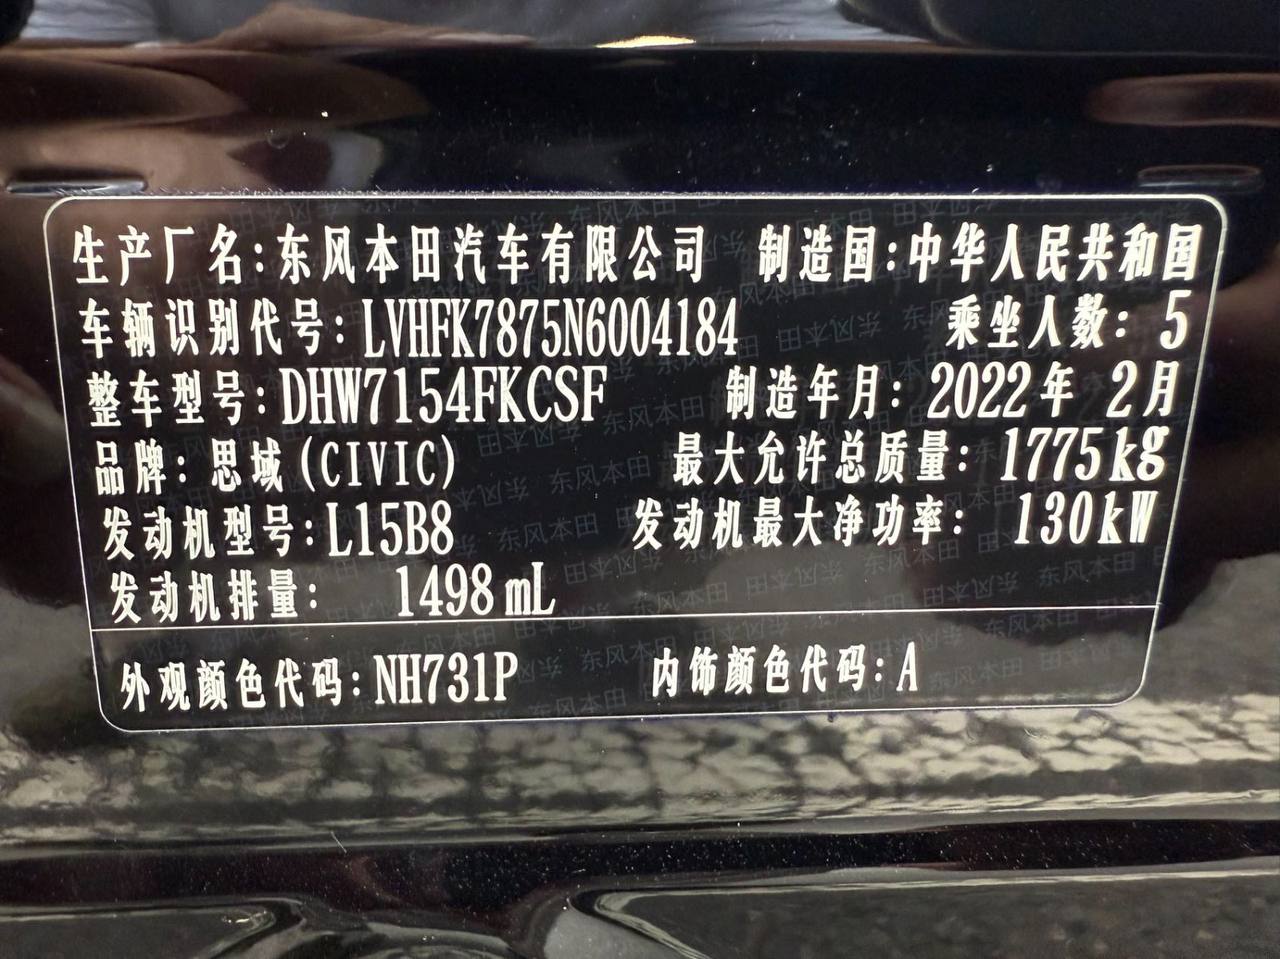 生产厂名：东风本田汽车有限公司 制造国：中华人民共和国
车辆识别代号：LVHFK7875N6004184 乘坐人数：5
整车型号：DHW7154FKCSF 制造年月：2022年 2月
品牌：思域(CIVIC) 最大允许总质量：1775kg
发动机型号：L15B8 发动机最大净功率：130kW
发动机排量：1498mL
外观颜色代码：NH731P 内饰颜色代码：A
东风本田